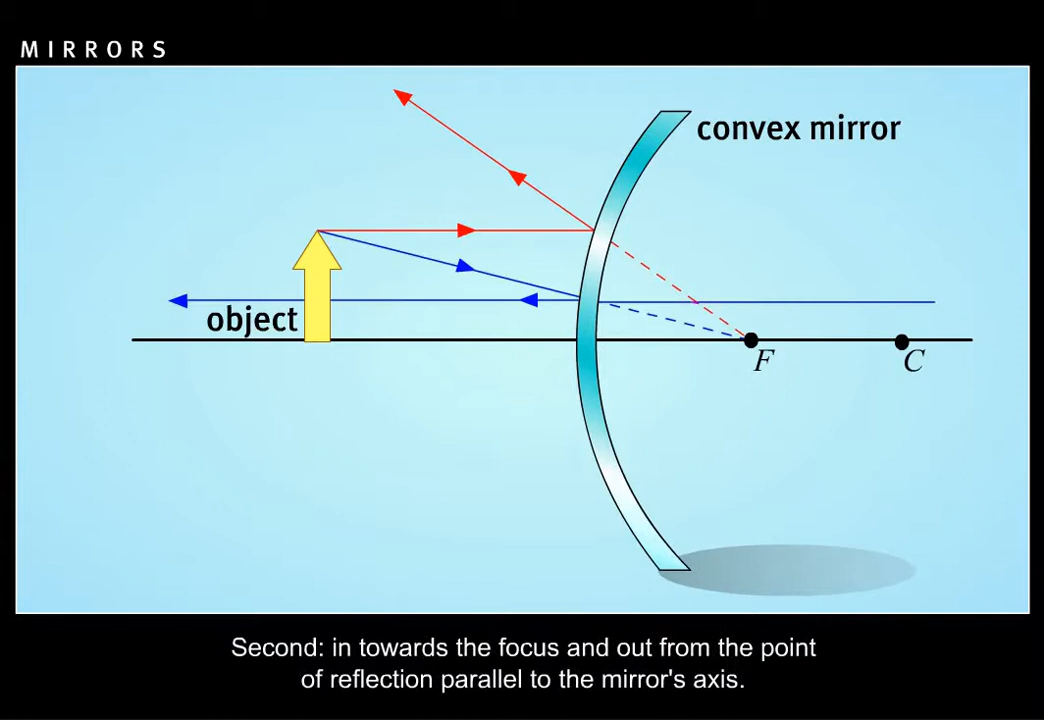 MIRRORS
convex mirror
object
F
C
Second: in towards the focus and out from the point
of reflection parallel to the mirror's axis.